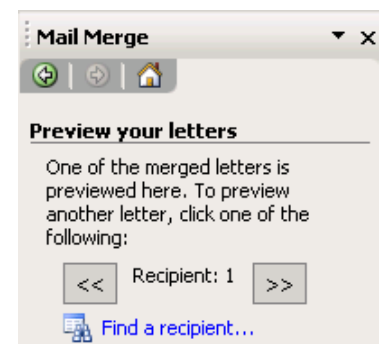 Mail Merge
Preview your letters
One of the merged letters is
previewed here. To preview
another letter, click one of the
following:
<< Recipient: 1 >>
Find a recipient...